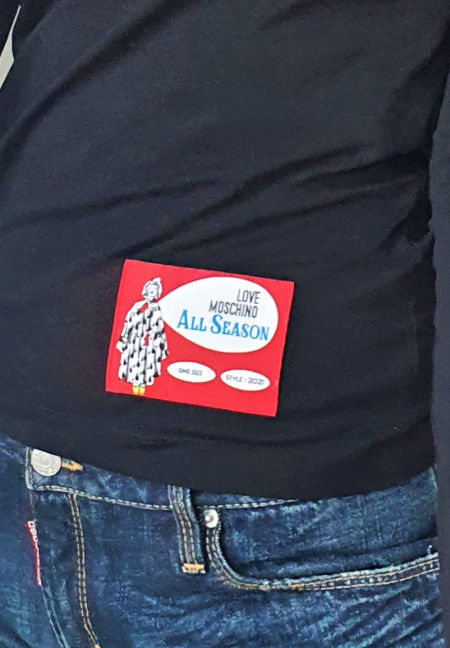 LOVE
MOSCHINO
ALL SEASON
ONE SIZE
STYLE : 2021